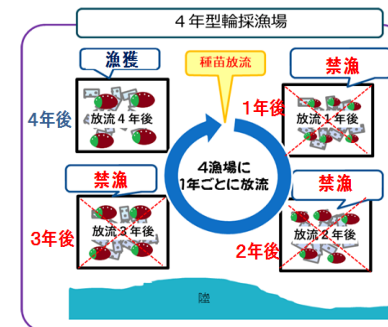 4年型輪採漁場
漁獲
種苗放流
禁漁
4年後
放流4年後
1年後
放流1年後
4漁場に
1年ごとに放流
禁漁
禁漁
3年後
放流3年後
2年後
放流2年後